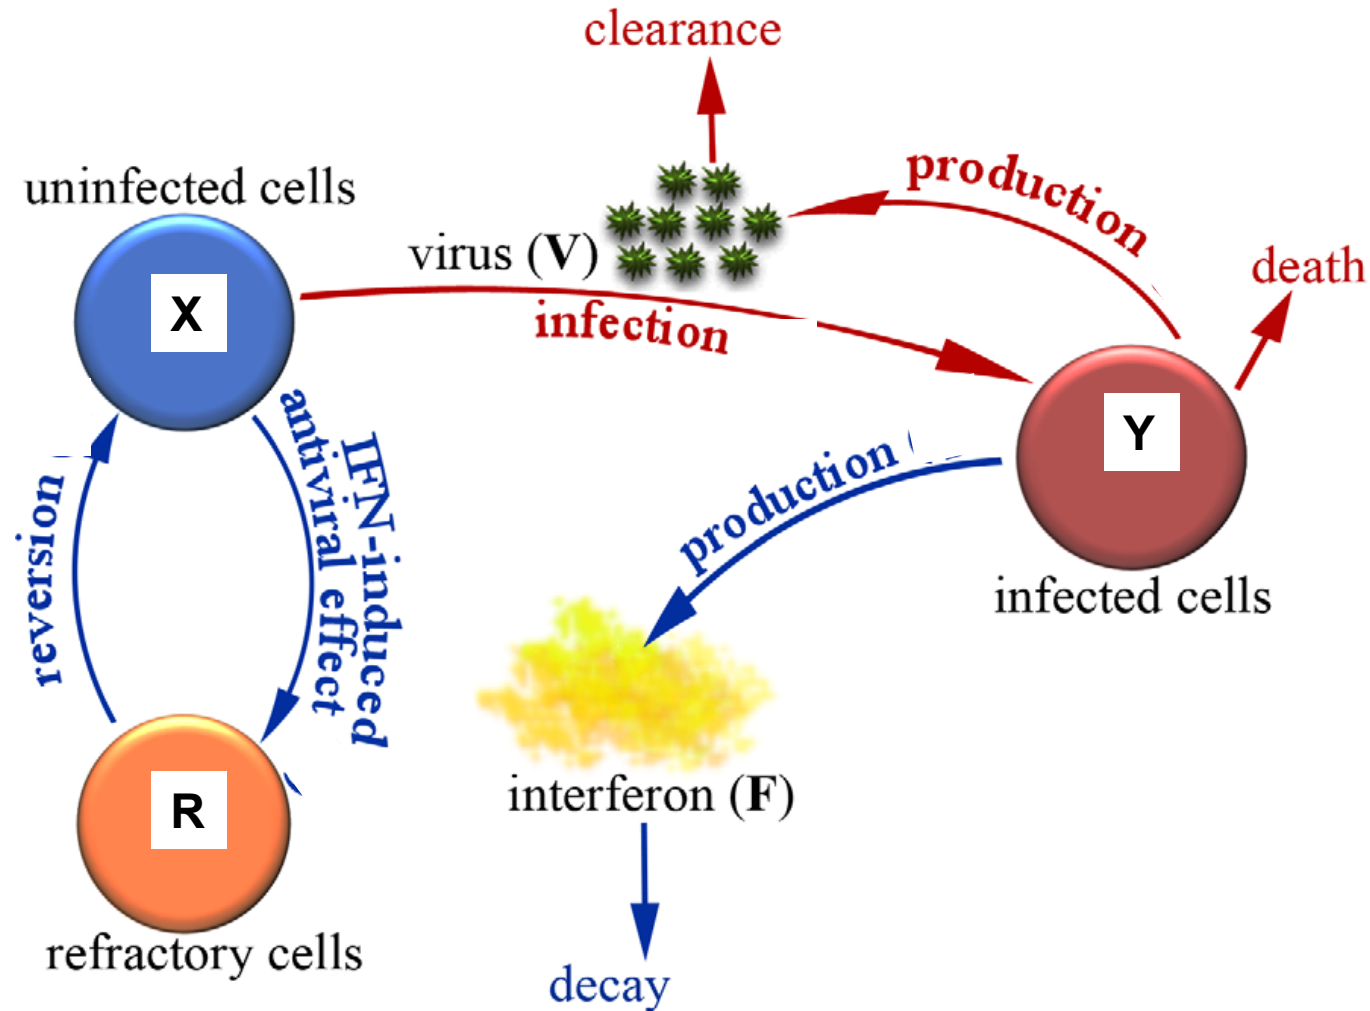 clearance
production
uninfected cells
virus (V)
death
X
infection
Y
IFN-induced
antiviral effect
production
reversion
infected cells
interferon (F)
R
refractory cells
decay